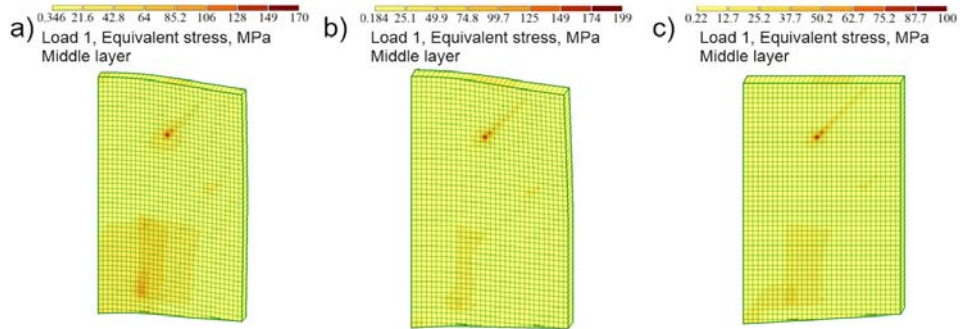 0.346 21.6 42.8 64 85.2 106 128 149 170
a) Load 1, Equivalent stress, MPa
Middle layer
0.184 25.1 49.9 74.8 99.7 125 149 174 199
b) Load 1, Equivalent stress, MPa
Middle layer
0.22 12.7 25.2 37.7 50.2 62.7 75.2 87.7 100
c) Load 1, Equivalent stress, MPa
Middle layer